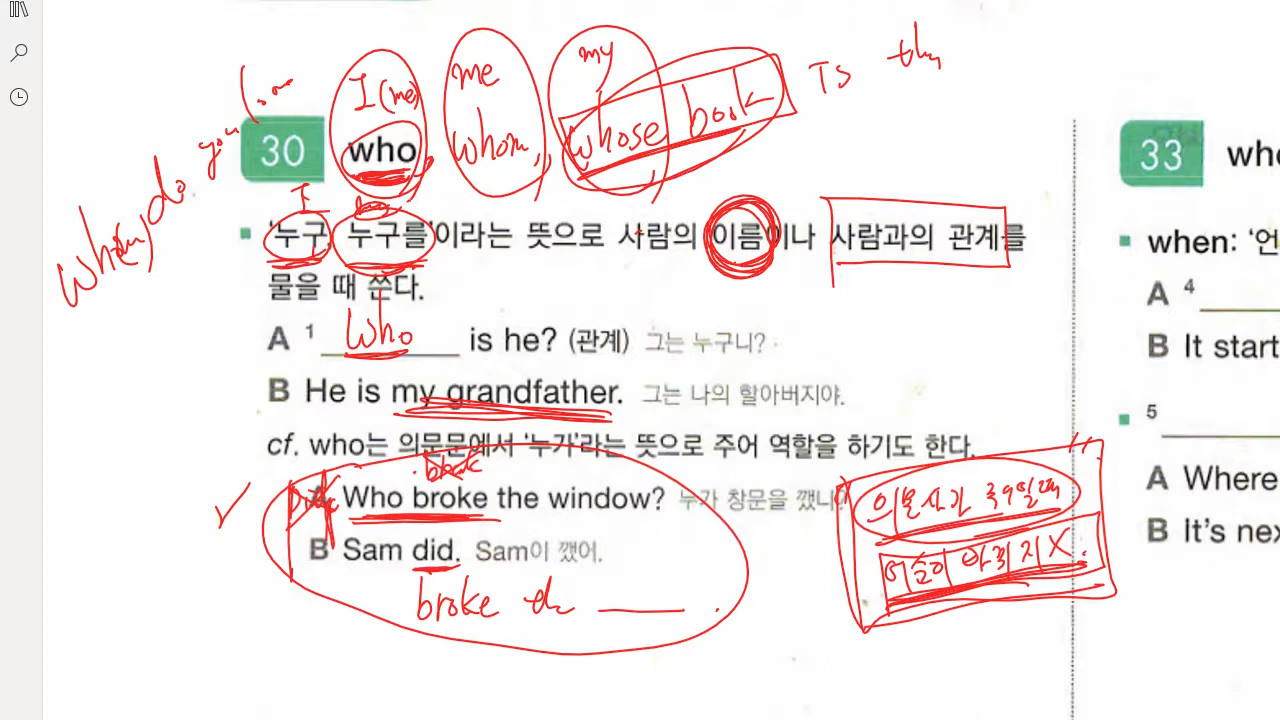 I (me) me my
who whom, whose book Is
30 33
whom, do you
I
'누구, 누구를'이라는 뜻으로 사람의 이름이나 사람과의 관계를
물을 때 쓴다.
A 1 Who is he? (관계) 그는 누구니?
B He is my grandfather. 그는 나의 할아버지야.
cf. who는 의문문에서 '누가'라는 뜻으로 주어 역할을 하기도 한다.
A Who broke the window? 누가 창문을 깼니?
B Sam did. Sam이 깼어.
broke
의문사가 주어일 때
어순이 바뀌지 X.
when: '언
A 4
B It start
5
A Where
B It's nex